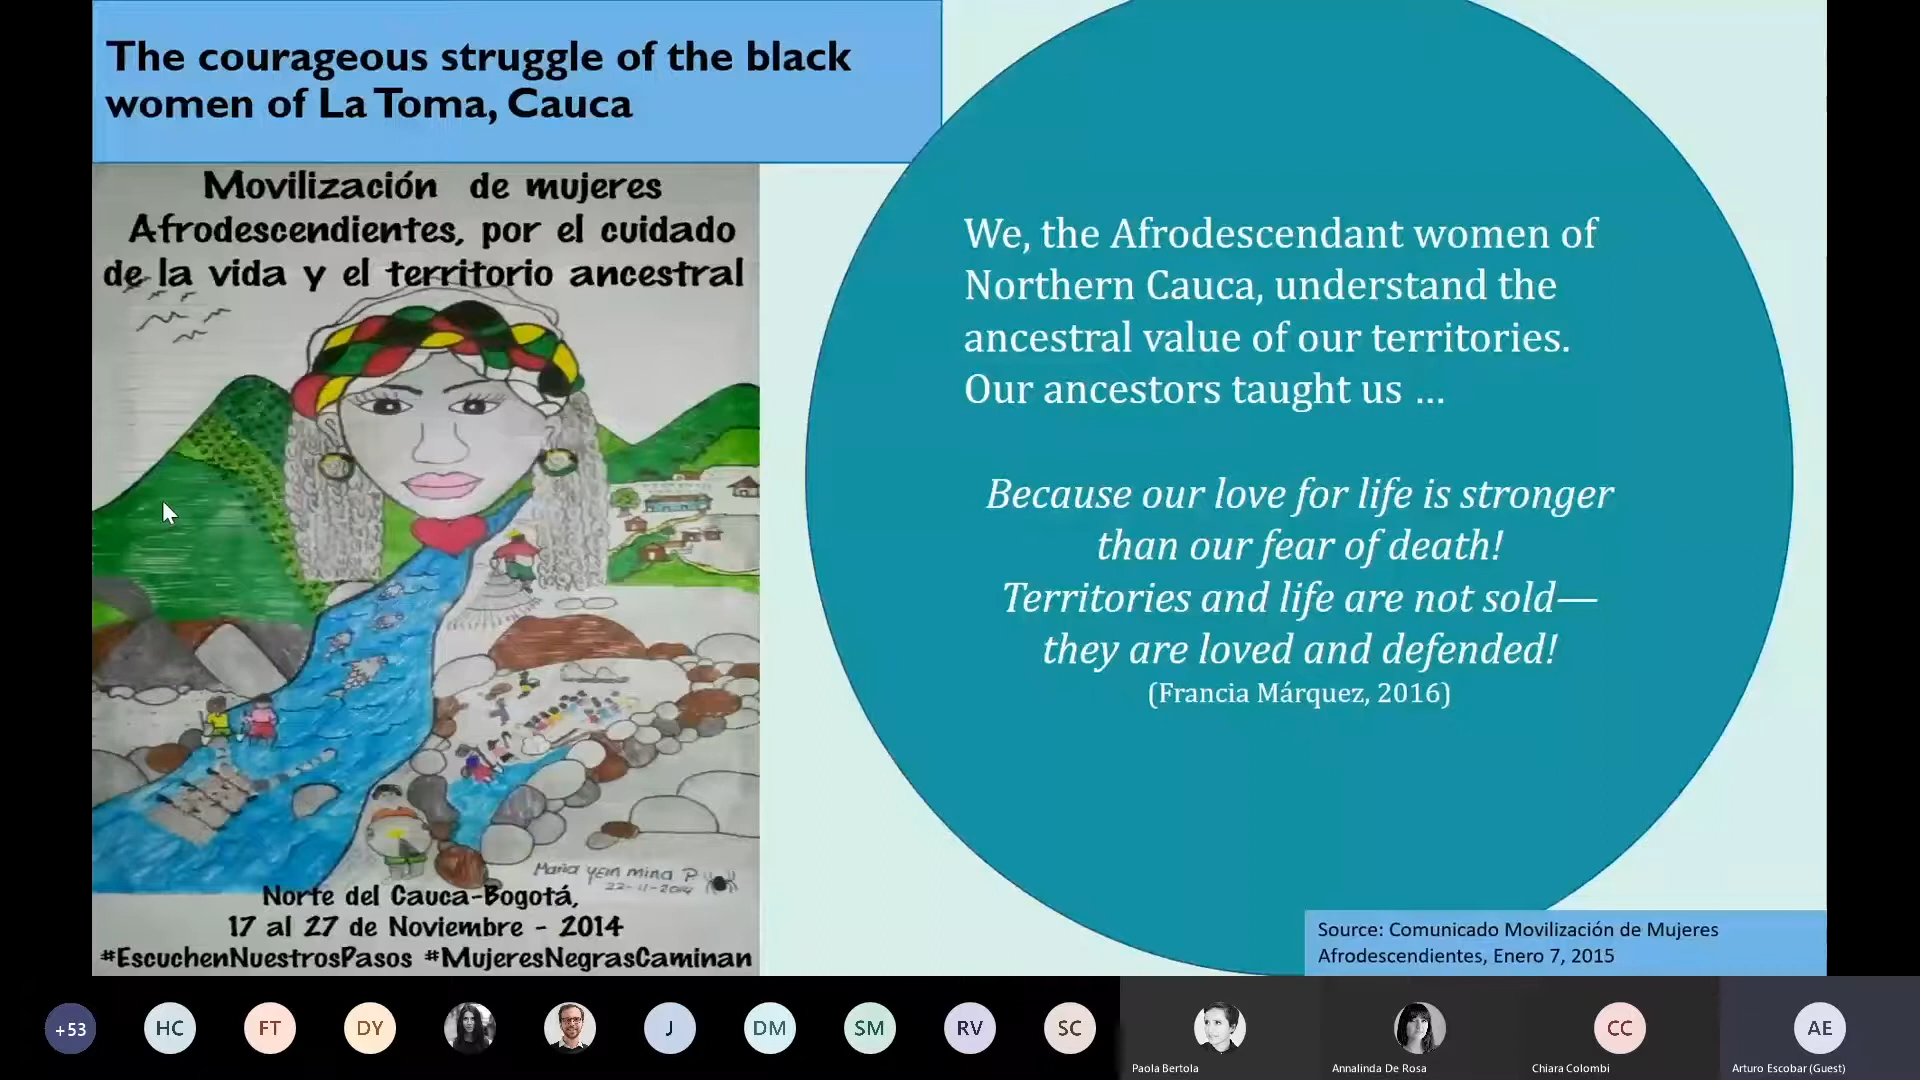 The courageous struggle of the black
women of La Toma, Cauca
Movilización de mujeres
Afrodescendientes, por el cuidado
de la vida y el territorio ancestral
Norte del Cauca-Bogotá,
17 al 27 de Noviembre - 2014
#EscuchenNuestrosPasos #MujeresNegrasCaminan
22-11-2014
We, the Afrodescendant women of
Northern Cauca, understand the
ancestral value of our territories.
Our ancestors taught us …
Because our love for life is stronger
than our fear of death!
Territories and life are not sold—
they are loved and defended!
(Francia Márquez, 2016)
Source: Comunicado Movilización de Mujeres
Afrodescendientes, Enero 7, 2015
+53
HC
FT
DY
J
DM
SM
RV
SC
Paola Bertola
Annalinda De Rosa
CC
Chiara Colombi
AE
Arturo Escobar (Guest)